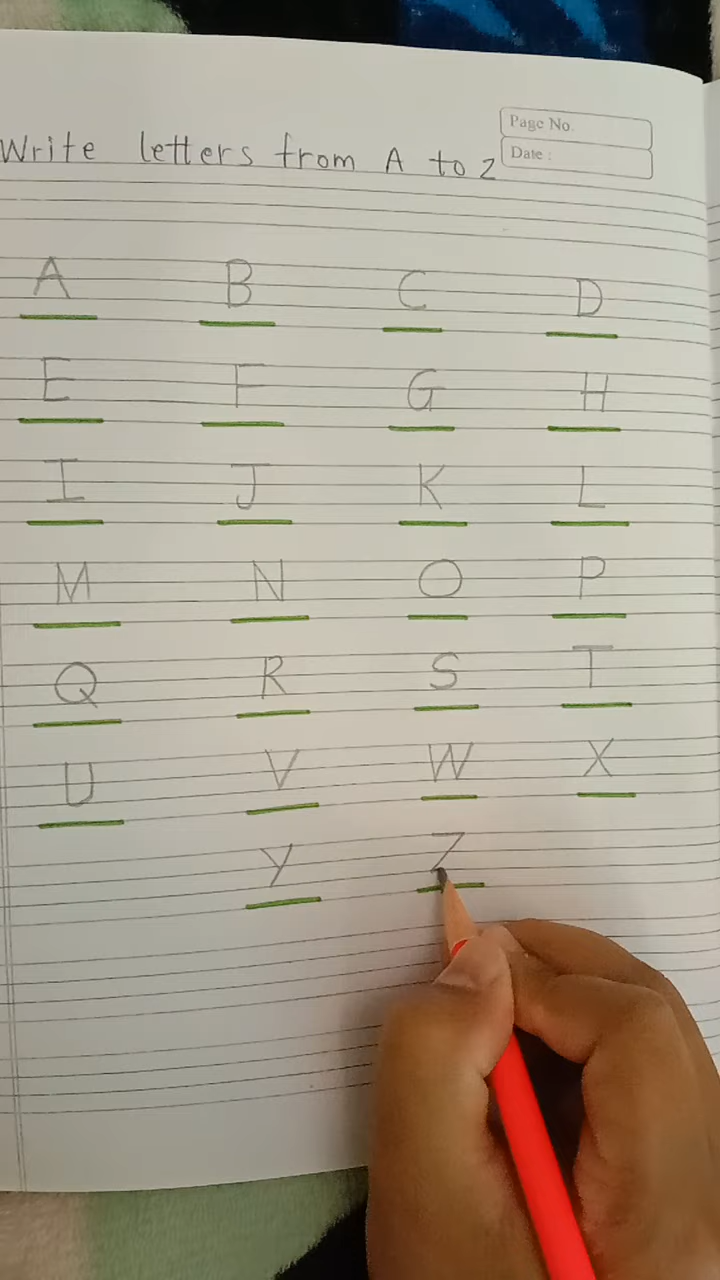 Page No.
Date :
Write letters from A to Z
A B C D
E F G H
I J K L
M N O P
Q R S T
U V W X
Y Z